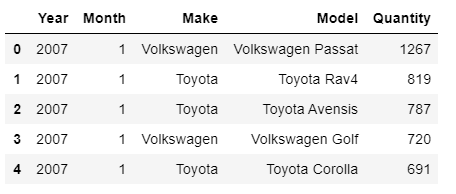 Year Month Make Model Quantity
0 2007 1 Volkswagen Volkswagen Passat 1267
1 2007 1 Toyota Toyota Rav4 819
2 2007 1 Toyota Toyota Avensis 787
3 2007 1 Volkswagen Volkswagen Golf 720
4 2007 1 Toyota Toyota Corolla 691